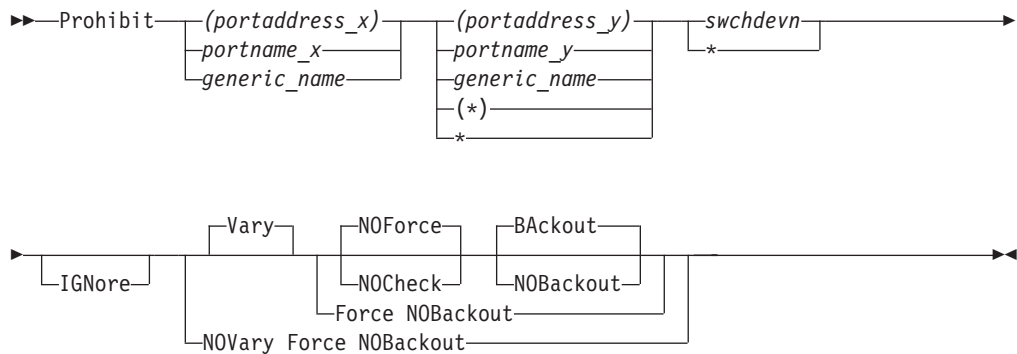 Prohibit (portaddress_x) (portaddress_y) swchdevn
portname_x portname_y *
generic_name generic_name
(*)
*
Vary NOForce BAckout
IGNore NOCheck NOBackout
Force NOBackout
NOVary Force NOBackout